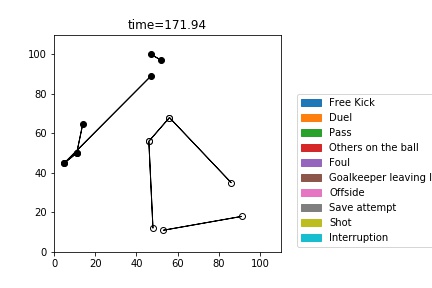 time=171.94
100
80
60
40
20
0
0 20 40 60 80 100
Free Kick
Duel
Pass
Others on the ball
Foul
Goalkeeper leaving l
Offside
Save attempt
Shot
Interruption